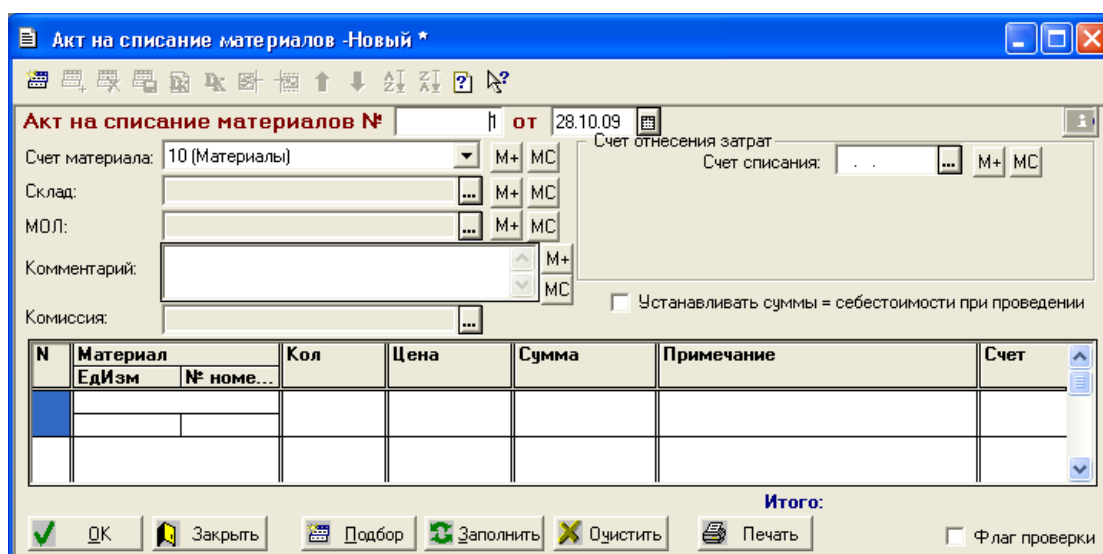 Акт на списание материалов -Новый *
Акт на списание материалов № 1 от 28.10.09
Счет материала: 10 (Материалы) M+ MC
Счет отнесения затрат
Счет списания: . . ... M+ MC
Склад: ... M+ MC
МОЛ: ... M+ MC
Комментарий: M+
MC
Устанавливать суммы = себестоимости при проведении
Комиссия: ...
N Материал Кол Цена Сумма Примечание Счет
ЕдИзм № номе...
Итого:
OK Закрыть Подбор Заполнить Очистить Печать Флаг проверки